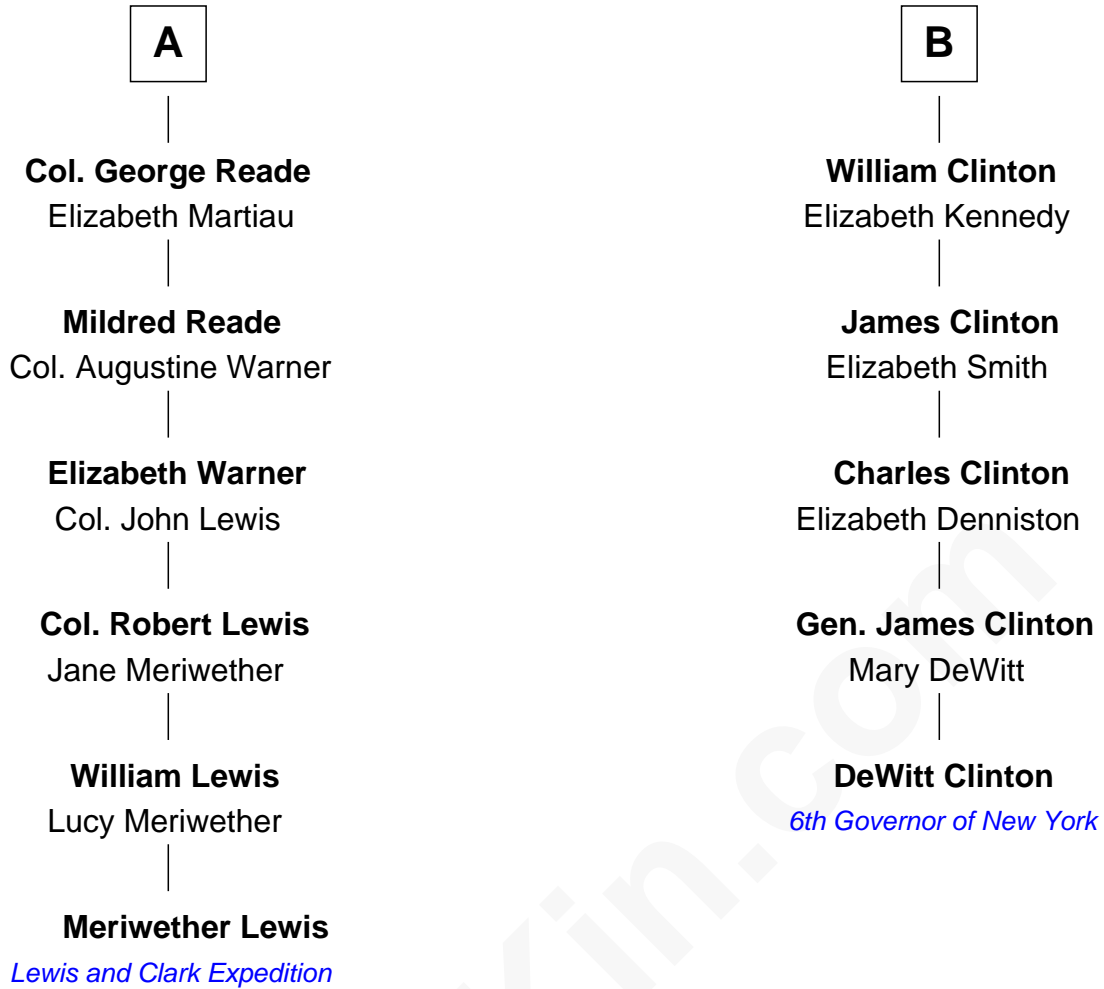 A
Col. George Reade
Elizabeth Martiau
Mildred Reade
Col. Augustine Warner
Elizabeth Warner
Col. John Lewis
Col. Robert Lewis
Jane Meriwether
William Lewis
Lucy Meriwether
Meriwether Lewis
Lewis and Clark Expedition
B
William Clinton
Elizabeth Kennedy
James Clinton
Elizabeth Smith
Charles Clinton
Elizabeth Denniston
Gen. James Clinton
Mary DeWitt
DeWitt Clinton
6th Governor of New York
Kin.com